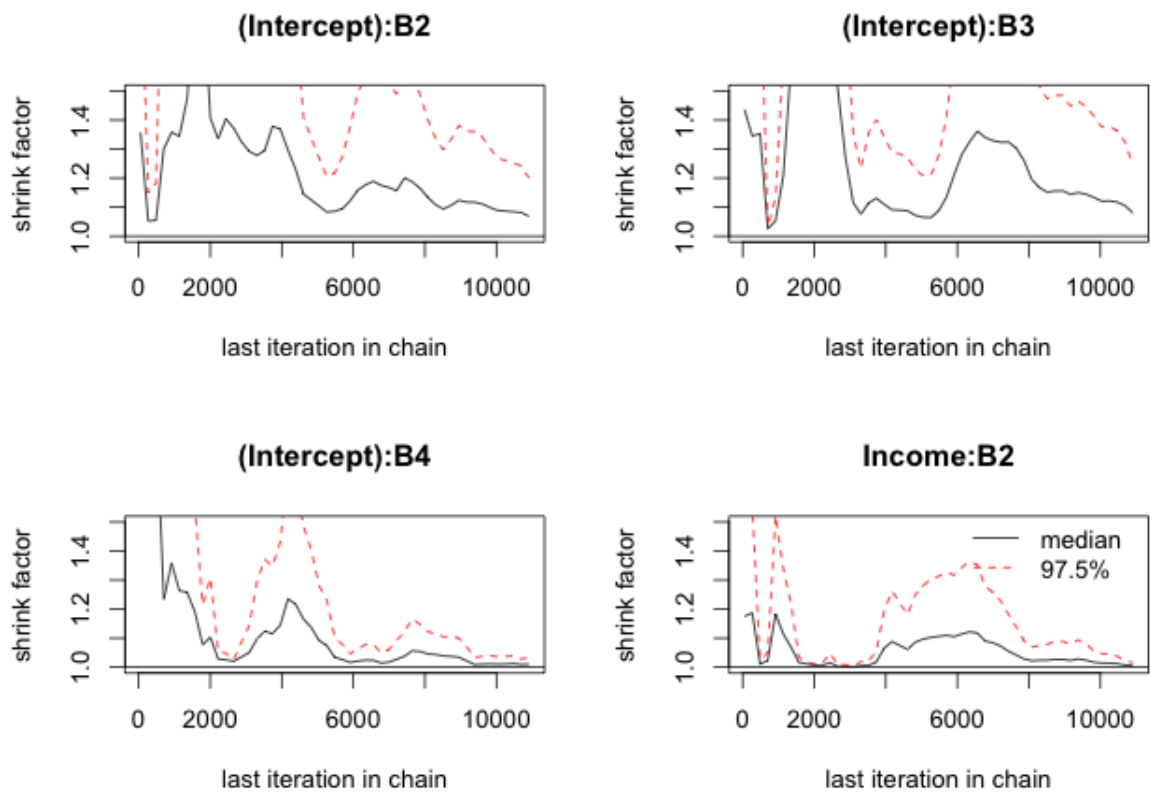 (Intercept):B2
shrink factor
1.0 1.2 1.4
0 2000 6000 10000
last iteration in chain
(Intercept):B3
shrink factor
1.0 1.2 1.4
0 2000 6000 10000
last iteration in chain
(Intercept):B4
shrink factor
1.0 1.2 1.4
0 2000 6000 10000
last iteration in chain
Income:B2
shrink factor
1.0 1.2 1.4
median
97.5%
0 2000 6000 10000
last iteration in chain